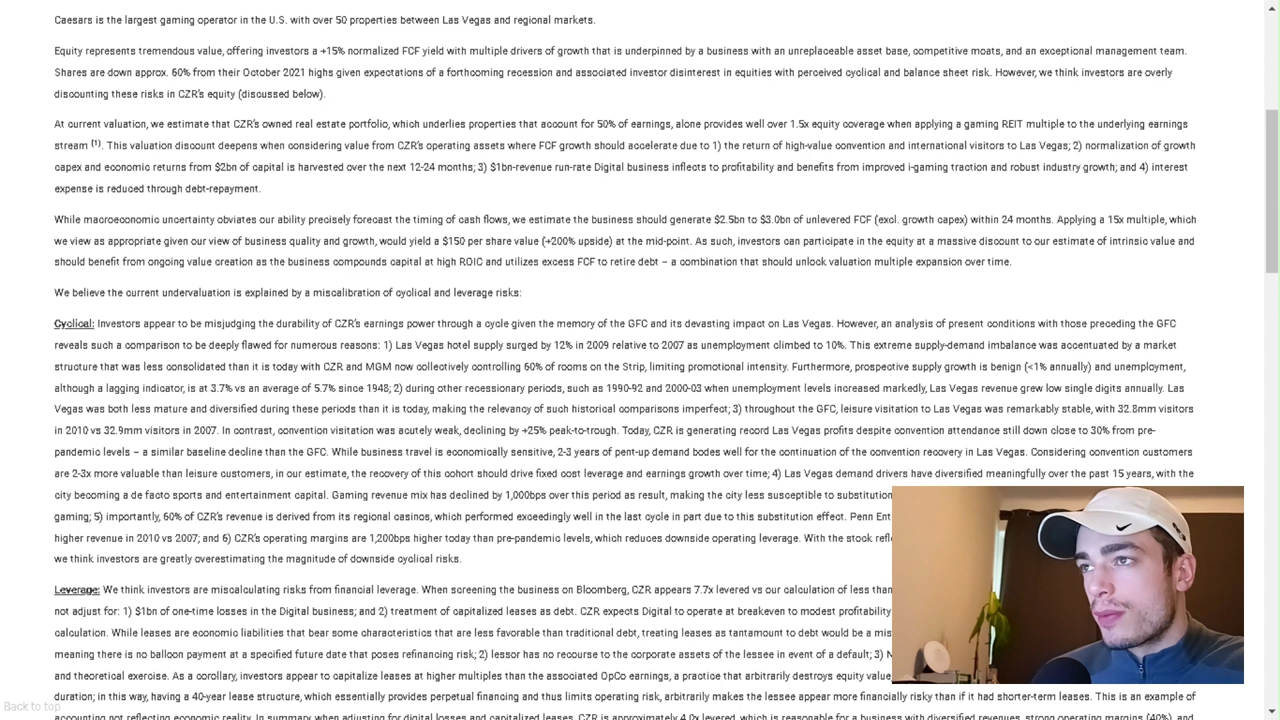 Caesars is the largest gaming operator in the U.S. with over 50 properties between Las Vegas and regional markets.
Equity represents tremendous value, offering investors a +15% normalized FCF yield with multiple drivers of growth that is underpinned by a business with an unreplaceable asset base, competitive moats, and an exceptional management team.
Shares are down approx. 60% from their October 2021 highs given expectations of a forthcoming recession and associated investor disinterest in equities with perceived cyclical and balance sheet risk. However, we think investors are overly
discounting these risks in CZR's equity (discussed below).
At current valuation, we estimate that CZR's owned real estate portfolio, which underlies properties that account for 50% of earnings, alone provides well over 1.5x equity coverage when applying a gaming REIT multiple to the underlying earnings
stream [1]. This valuation discount deepens when considering value from CZR's operating assets where FCF growth should accelerate due to 1) the return of high-value convention and international visitors to Las Vegas; 2) normalization of growth
capex and economic returns from $2bn of capital is harvested over the next 12-24 months; 3) $1bn-revenue run-rate Digital business inflects to profitability and benefits from improved i-gaming traction and robust industry growth; and 4) interest
expense is reduced through debt-repayment.
While macroeconomic uncertainty obviates our ability precisely forecast the timing of cash flows, we estimate the business should generate $2.5bn to $3.0bn of unlevered FCF (excl. growth capex) within 24 months. Applying a 15x multiple, which
we view as appropriate given our view of business quality and growth, would yield a $150 per share value (+200% upside) at the mid-point. As such, investors can participate in the equity at a massive discount to our estimate of intrinsic value and
should benefit from ongoing value creation as the business compounds capital at high ROIC and utilizes excess FCF to retire debt – a combination that should unlock valuation multiple expansion over time.
We believe the current undervaluation is explained by a miscalibration of cyclical and leverage risks:
Cyclical: Investors appear to be misjudging the durability of CZR's earnings power through a cycle given the memory of the GFC and its devasting impact on Las Vegas. However, an analysis of present conditions with those preceding the GFC
reveals such a comparison to be deeply flawed for numerous reasons: 1) Las Vegas hotel supply surged by 12% in 2009 relative to 2007 as unemployment climbed to 10%. This extreme supply-demand imbalance was accentuated by a market
structure that was less consolidated than it is today with CZR and MGM now collectively controlling 60% of rooms on the Strip, limiting promotional intensity. Furthermore, prospective supply growth is benign (<1% annually) and unemployment,
although a lagging indicator, is at 3.7% vs an average of 5.7% since 1948; 2) during other recessionary periods, such as 1990-92 and 2000-03 when unemployment levels increased markedly, Las Vegas revenue grew low single digits annually. Las
Vegas was both less mature and diversified during these periods than it is today, making the relevancy of such historical comparisons imperfect; 3) throughout the GFC, leisure visitation to Las Vegas was remarkably stable, with 32.8mm visitors
in 2010 vs 32.9mm visitors in 2007. In contrast, convention visitation was acutely weak, declining by +25% peak-to-trough. Today, CZR is generating record Las Vegas profits despite convention attendance still down close to 30% from pre-
pandemic levels – a similar baseline decline than the GFC. While business travel is economically sensitive, 2-3 years of pent-up demand bodes well for the continuation of the convention recovery in Las Vegas. Considering convention customers
are 2-3x more valuable than leisure customers, in our estimate, the recovery of this cohort should drive fixed cost leverage and earnings growth over time; 4) Las Vegas demand drivers have diversified meaningfully over the past 15 years, with the
city becoming a de facto sports and entertainment capital. Gaming revenue mix has declined by 1,000bps over this period as result, making the city less susceptible to substitution
gaming; 5) importantly, 60% of CZR's revenue is derived from its regional casinos, which performed exceedingly well in the last cycle in part due to this substitution effect. Penn Ent
higher revenue in 2010 vs 2007; and 6) CZR's operating margins are 1,200bps higher today than pre-pandemic levels, which reduces downside operating leverage. With the stock refl
we think investors are greatly overestimating the magnitude of downside cyclical risks.
Leverage: We think investors are miscalculating risks from financial leverage. When screening the business on Bloomberg, CZR appears 7.7x levered vs our calculation of less than
not adjust for: 1) $1bn of one-time losses in the Digital business; and 2) treatment of capitalized leases as debt. CZR expects Digital to operate at breakeven to modest profitability
calculation. While leases are economic liabilities that bear some characteristics that are less favorable than traditional debt, treating leases as tantamount to debt would be a mis
meaning there is no balloon payment at a specified future date that poses refinancing risk; 2) lessor has no recourse to the corporate assets of the lessee in event of a default; 3) N
and theoretical exercise. As a corollary, investors appear to capitalize leases at higher multiples than the associated OpCo earnings, a practice that arbitrarily destroys equity value
duration; in this way, having a 40-year lease structure, which essentially provides perpetual financing and thus limits operating risk, arbitrarily makes the lessee appear more financially risky than if it had shorter-term leases. This is an example of
accounting not reflecting economic reality. In summary when adjusting for digital losses and capitalized leases, CZR is approximately 4.0x levered, which is reasonable for a business with diversified revenues, strong operating margins (40%), and
Back to top